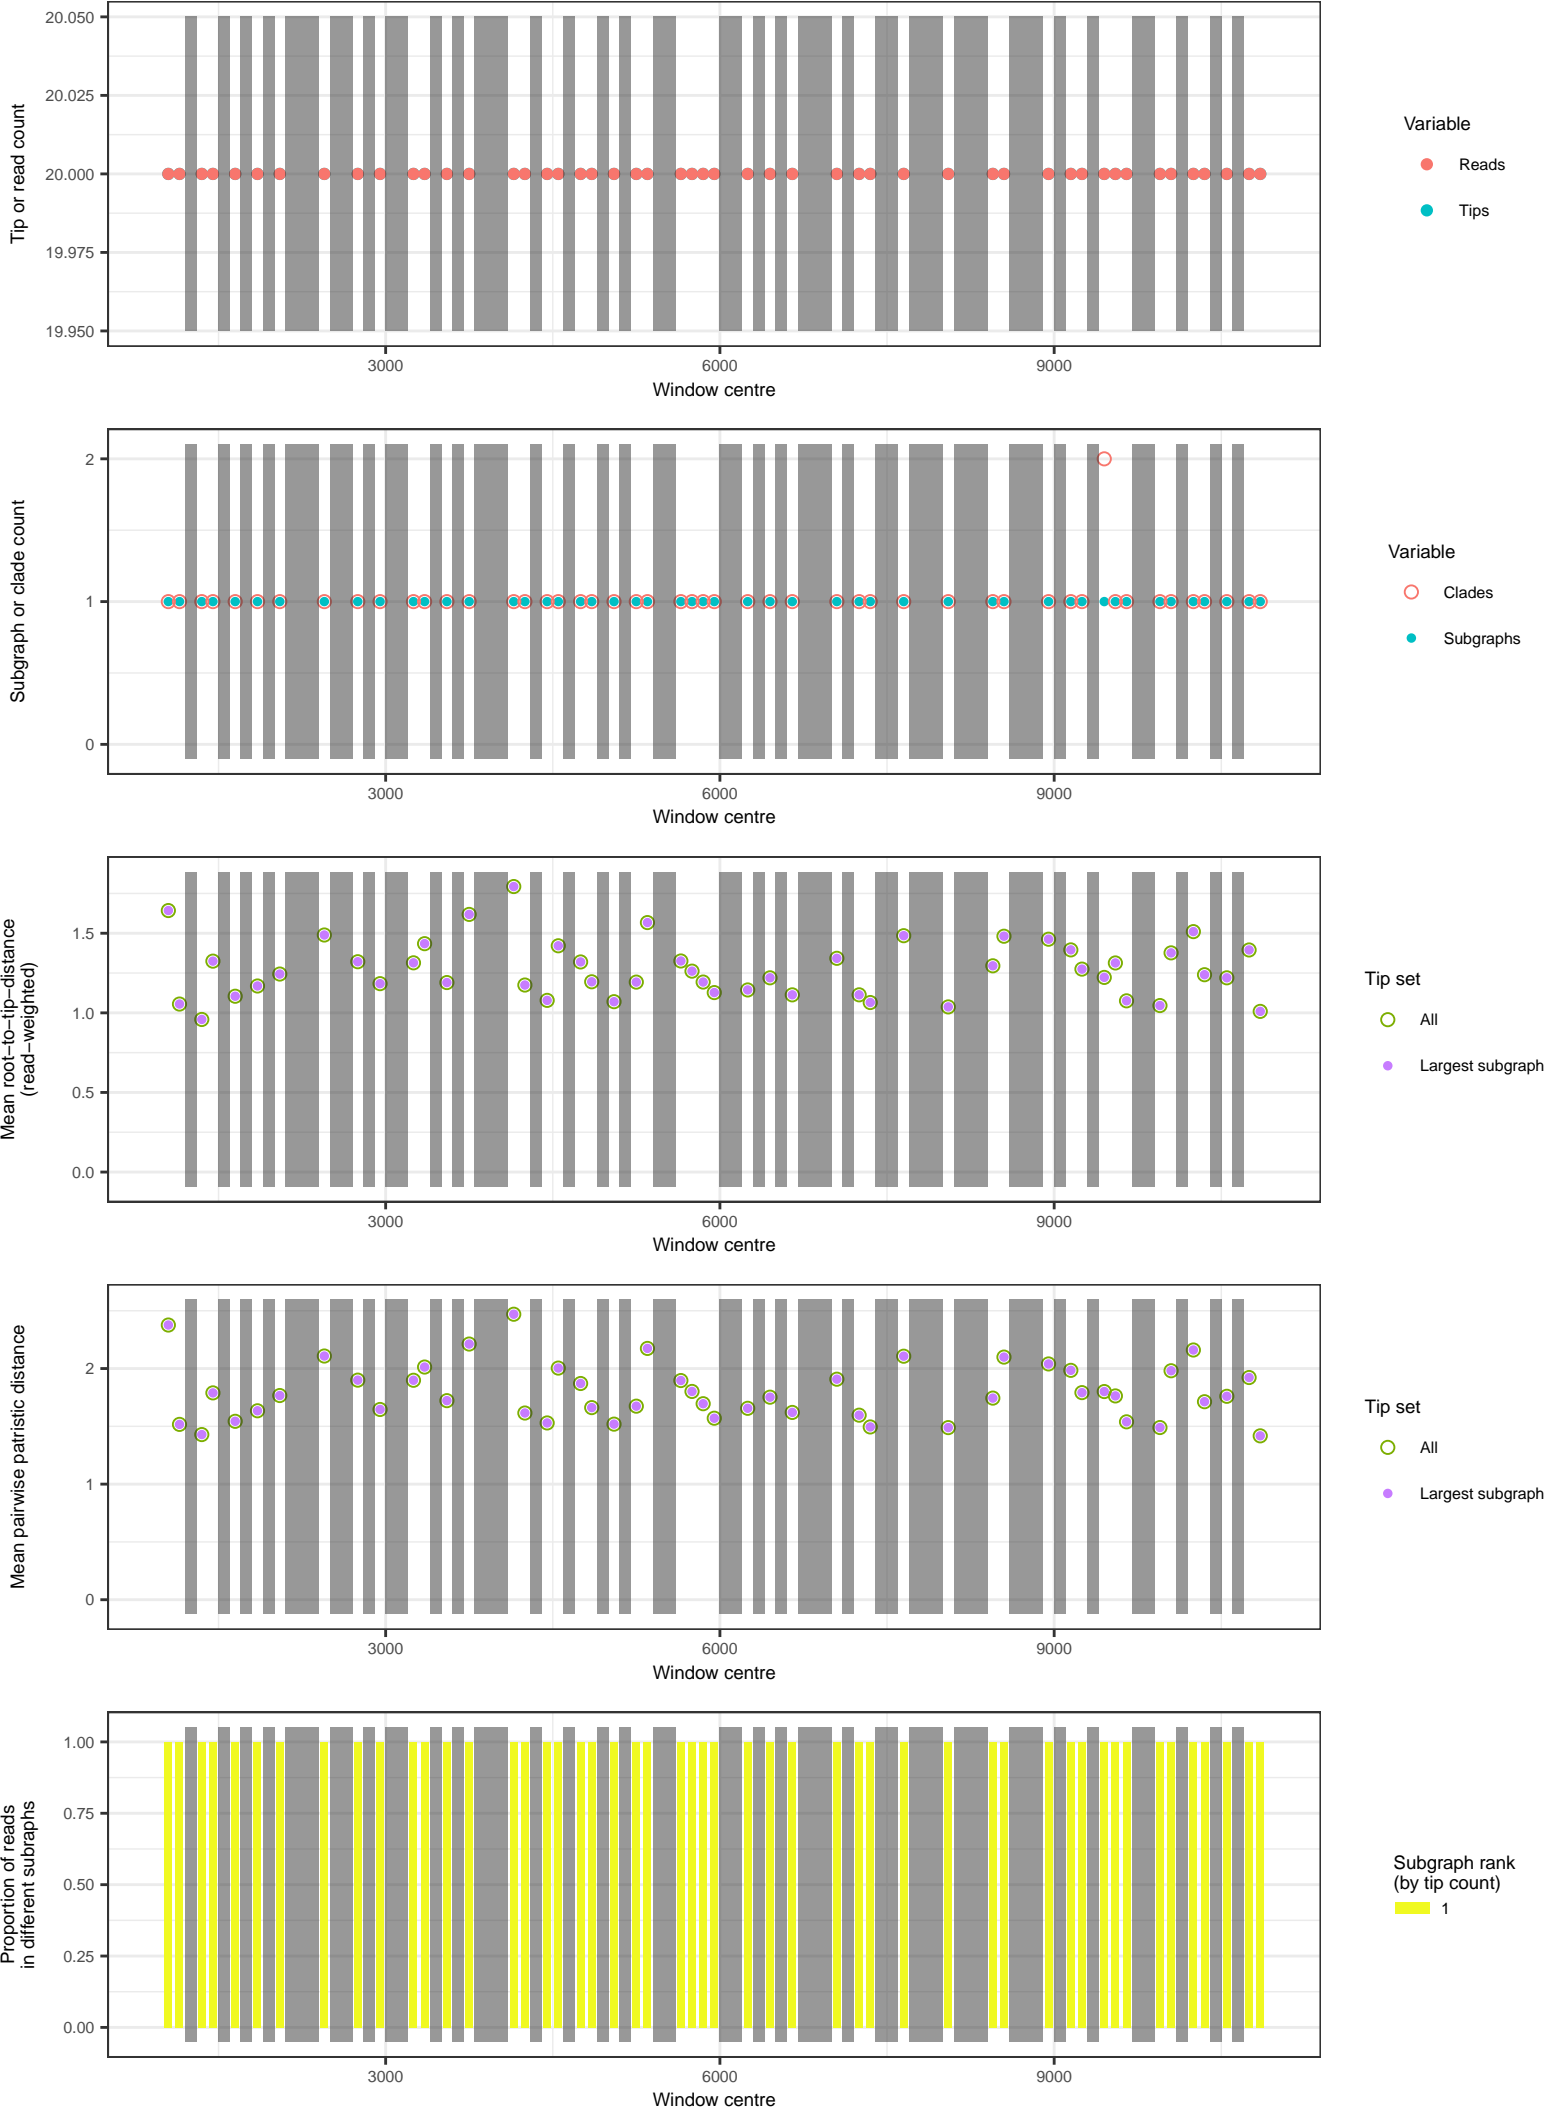 20.050
20.025
20.000
19.975
19.950
Tip or read count
3000
6000
9000
Window centre
Variable
Reads
Tips
2
1
0
Subgraph or clade count
3000
6000
9000
Window centre
Variable
Clades
Subgraphs
1.5
1.0
0.5
0.0
Mean root−to−tip−distance
(read−weighted)
3000
6000
9000
Window centre
Tip set
All
Largest subgraph
2
1
0
Mean pairwise patristic distance
3000
6000
9000
Window centre
Tip set
All
Largest subgraph
1.00
0.75
0.50
0.25
0.00
Proportion of reads
in different subraphs
3000
6000
9000
Window centre
Subgraph rank
(by tip count)
1